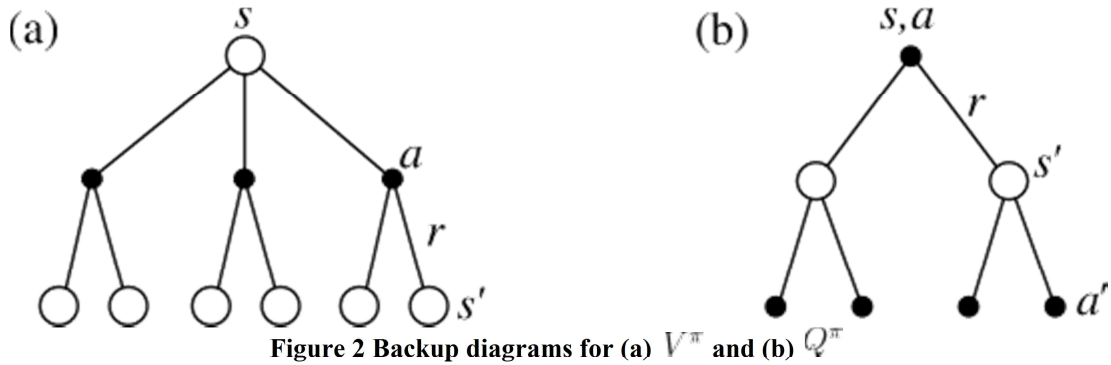 (a)
s
a
r
s′
(b)
s,a
r
s′
a′
Figure 2 Backup diagrams for (a) V^π and (b) Q^π